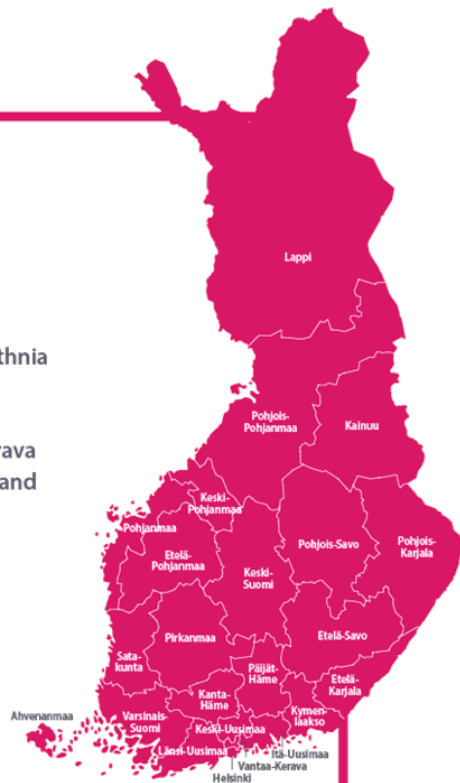 thnia
rava
and
Lappi
Pohjois-
Pohjanmaa
Kainuu
Keski-
Pohjanmaa
Pohjanmaa
Etelä-
Pohjanmaa
Keski-
Suomi
Pohjois-Savo
Pohjois-
Karjala
Pirkanmaa
Etelä-Savo
Sata-
kunta
Päijät-
Häme
Etelä-
Karjala
Kanta-
Häme
Kymen-
laakso
Ahvenanmaa
Varsinais-
Suomi
Keski-Uusimaa
Länsi-Uusimaa
Itä-Uusimaa
Vantaa-Kerava
Helsinki